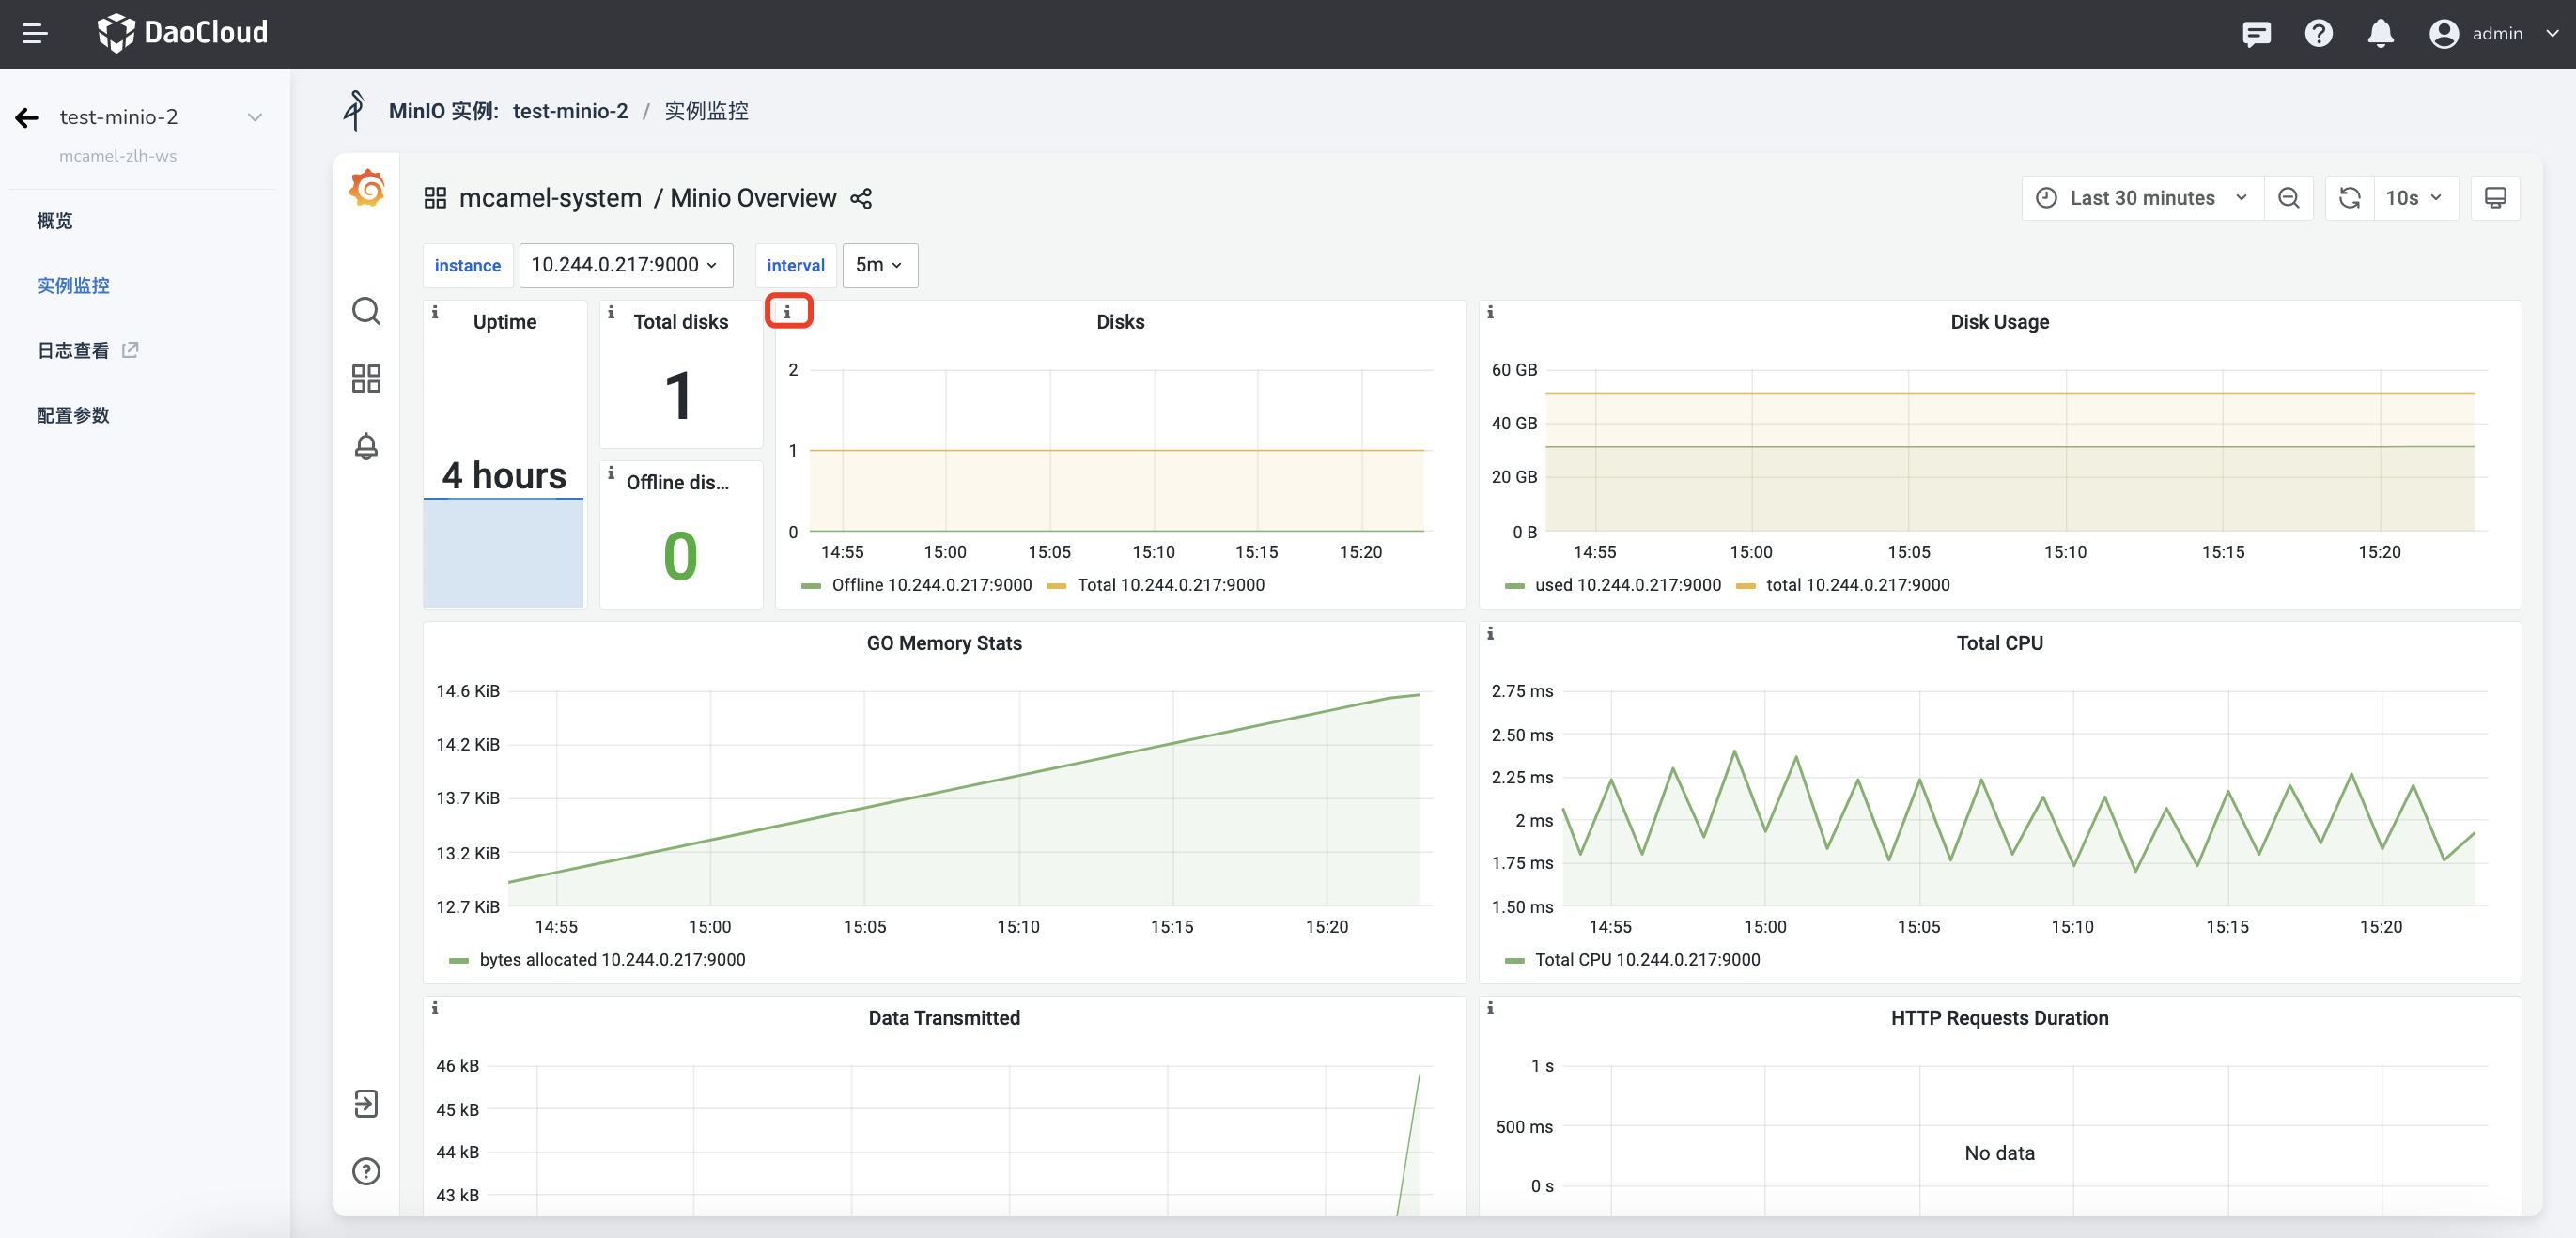 DaoCloud
admin
test-minio-2
mcamel-zlh-ws
概览
实例监控
日志查看
配置参数
MinIO 实例: test-minio-2 / 实例监控
mcamel-system / Minio Overview
Last 30 minutes
10s
instance 10.244.0.217:9000
interval 5m
Uptime
4 hours
Total disks
1
Offline dis...
0
Disks
2
1
0
14:55 15:00 15:05 15:10 15:15 15:20
Offline 10.244.0.217:9000 Total 10.244.0.217:9000
Disk Usage
60 GB
40 GB
20 GB
0 B
14:55 15:00 15:05 15:10 15:15 15:20
used 10.244.0.217:9000 total 10.244.0.217:9000
GO Memory Stats
14.6 KiB
14.2 KiB
13.7 KiB
13.2 KiB
12.7 KiB
14:55 15:00 15:05 15:10 15:15 15:20
bytes allocated 10.244.0.217:9000
Total CPU
2.75 ms
2.50 ms
2.25 ms
2 ms
1.75 ms
1.50 ms
14:55 15:00 15:05 15:10 15:15 15:20
Total CPU 10.244.0.217:9000
Data Transmitted
46 kB
45 kB
44 kB
43 kB
HTTP Requests Duration
1 s
500 ms
0 s
No data